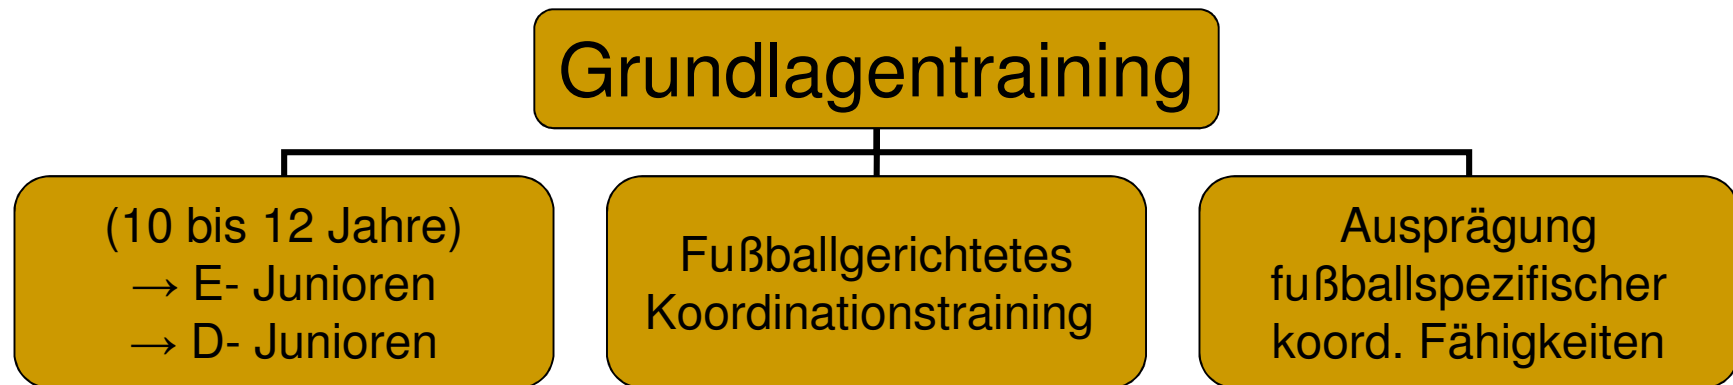 Grundlagentraining
(10 bis 12 Jahre)
→ E- Junioren
→ D- Junioren
Fußballgerichtetes
Koordinationstraining
Ausprägung
fußballspezifischer
koord. Fähigkeiten